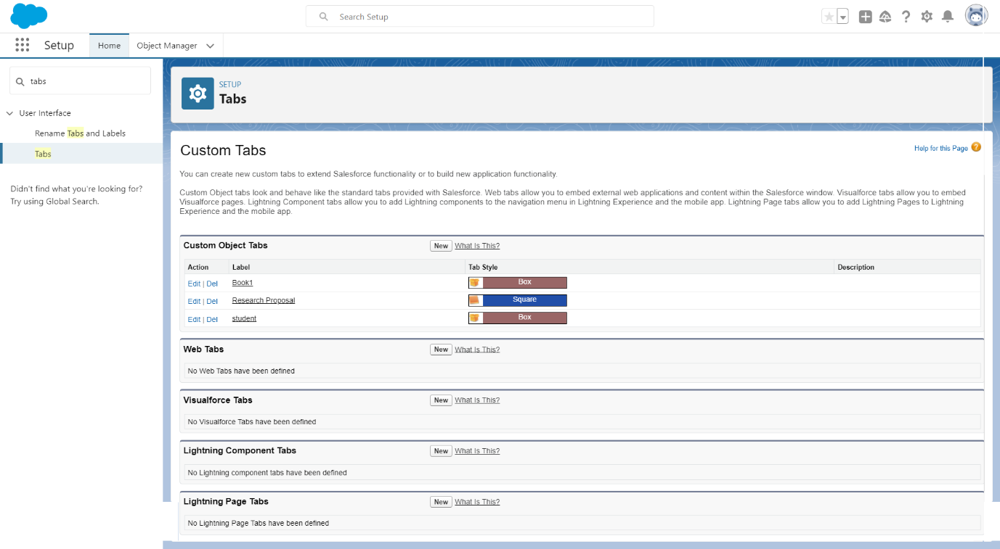 Search Setup
Setup
Home
Object Manager
tabs
User Interface
Rename Tabs and Labels
Tabs
Didn't find what you're looking for?
Try using Global Search.
SETUP
Tabs
Custom Tabs
Help for this Page ?
You can create new custom tabs to extend Salesforce functionality or to build new application functionality.
Custom Object tabs look and behave like the standard tabs provided with Salesforce. Web tabs allow you to embed external web applications and content within the Salesforce window. Visualforce tabs allow you to embed
Visualforce pages. Lightning Component tabs allow you to add Lightning components to the navigation menu in Lightning Experience and the mobile app. Lightning Page tabs allow you to add Lightning Pages to Lightning
Experience and the mobile app.
Custom Object Tabs New What Is This?
Action Label Tab Style Description
Edit | Del Book1 Box
Edit | Del Research Proposal Square
Edit | Del student Box
Web Tabs New What Is This?
No Web Tabs have been defined
Visualforce Tabs New What Is This?
No Visualforce Tabs have been defined
Lightning Component Tabs New What Is This?
No Lightning component tabs have been defined
Lightning Page Tabs New What Is This?
No Lightning Page Tabs have been defined